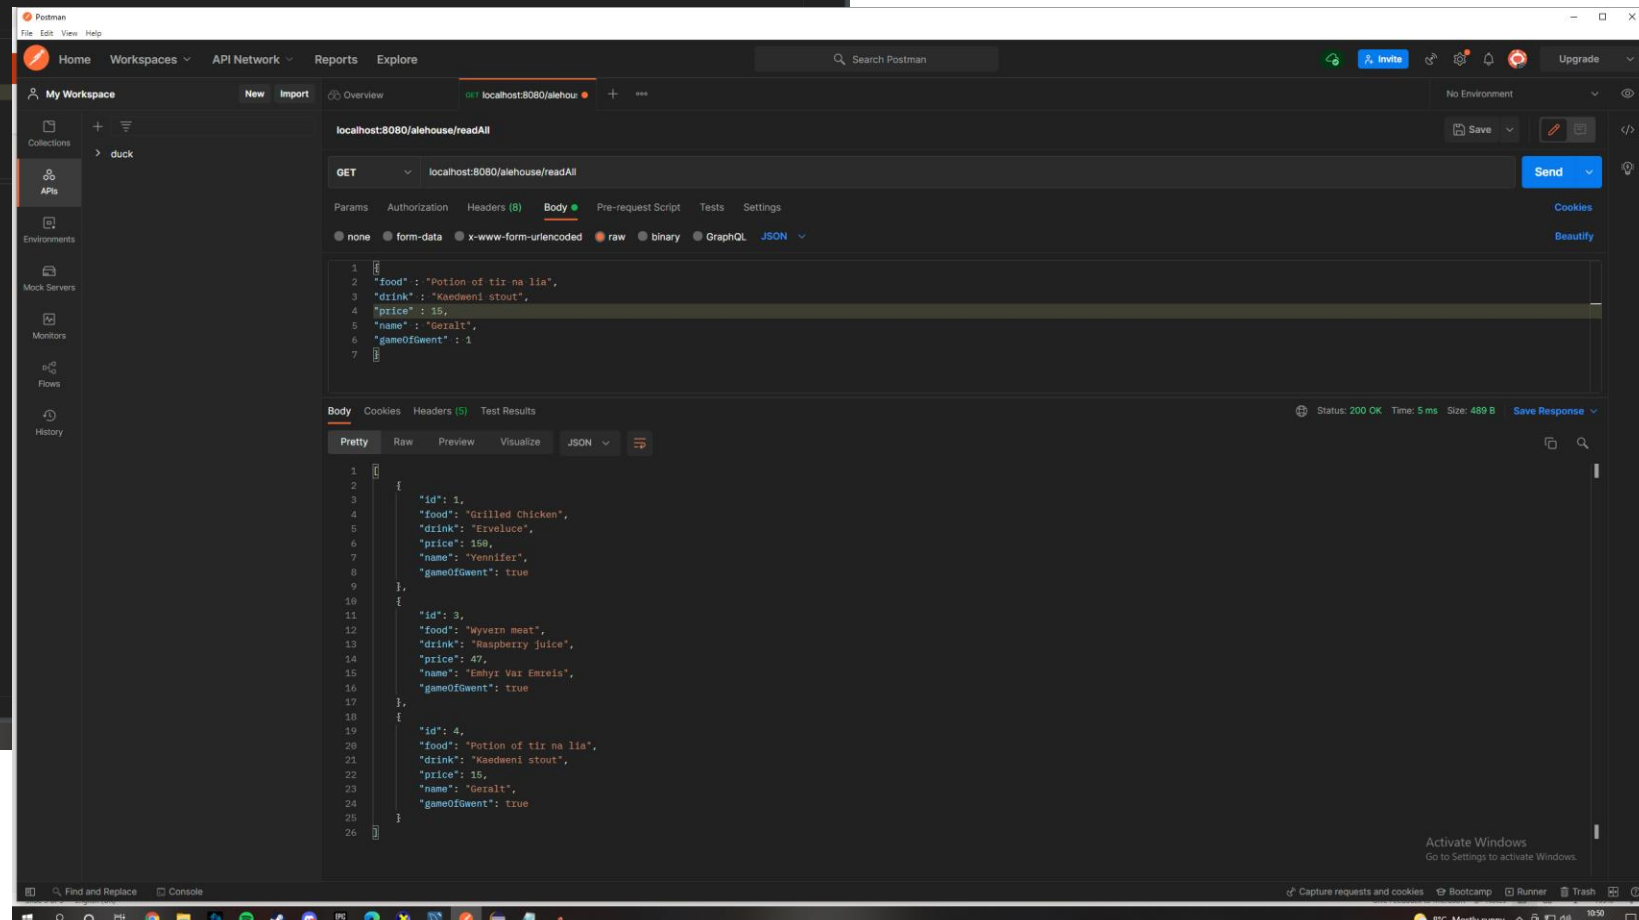 Postman
File Edit View Help
Home Workspaces API Network Reports Explore
Search Postman
Invite
Upgrade
My Workspace
New Import
Overview
GET localhost:8080/alehou
No Environment
Collections
duck
localhost:8080/alehouse/readAll
Save
APIs
GET localhost:8080/alehouse/readAll
Send
Params Authorization Headers (8) Body Pre-request Script Tests Settings
Cookies
Environments
none form-data x-www-form-urlencoded raw binary GraphQL JSON
Beautify
Mock Servers
1 {
2 "food" : "Potion of tir na lia",
3 "drink" : "Kaedweni stout",
4 "price" : 15,
5 "name" : "Geralt",
6 "gameOfGwent" : 1
7 }
Monitors
Flows
History
Body Cookies Headers (5) Test Results
Status: 200 OK Time: 5 ms Size: 489 B Save Response
Pretty Raw Preview Visualize JSON
1 [
2 {
3 "id": 1,
4 "food": "Grilled Chicken",
5 "drink": "Erveluce",
6 "price": 150,
7 "name": "Yennifer",
8 "gameOfGwent": true
9 },
10 {
11 "id": 3,
12 "food": "Wyvern meat",
13 "drink": "Raspberry juice",
14 "price": 47,
15 "name": "Emhyr Var Emreis",
16 "gameOfGwent": true
17 },
18 {
19 "id": 4,
20 "food": "Potion of tir na lia",
21 "drink": "Kaedweni stout",
22 "price": 15,
23 "name": "Geralt",
24 "gameOfGwent": true
25 }
26 ]
Activate Windows
Go to Settings to activate Windows.
Find and Replace Console
Capture requests and cookies Bootcamp Runner Trash
8°C Mostly sunny
10:50